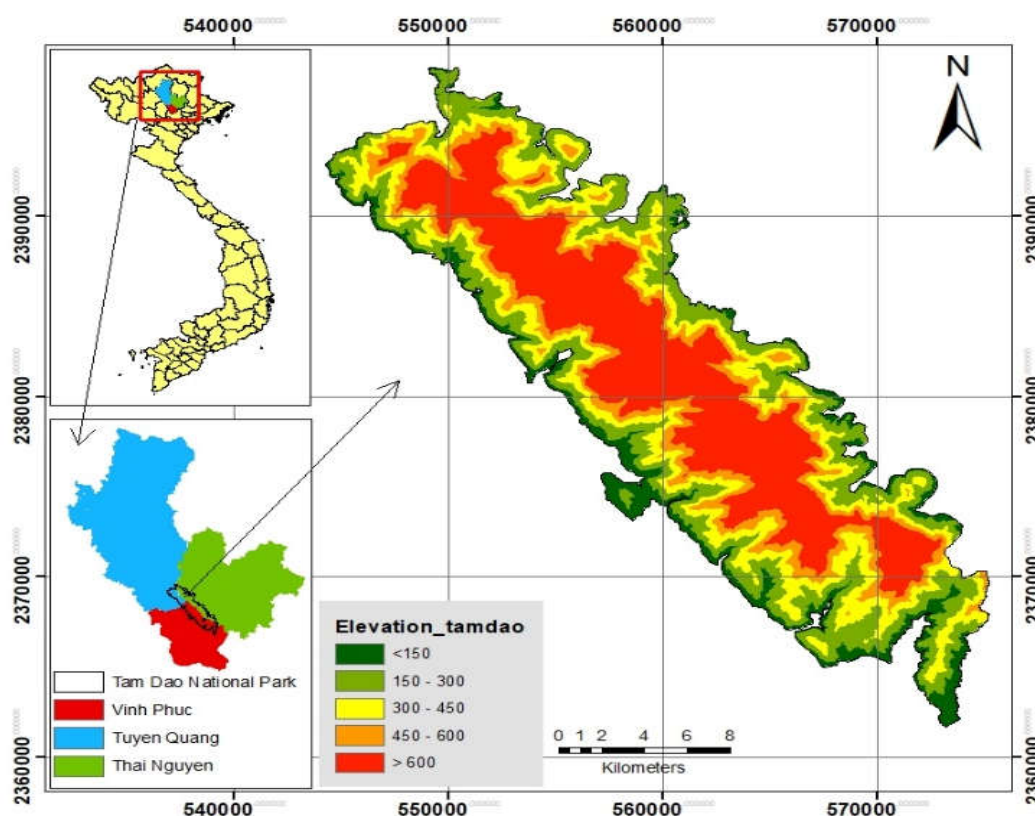 540000
550000
560000
570000
N
2390000
2390000
2380000
2380000
2370000
2370000
2360000
2360000
Tam Dao National Park
Vinh Phuc
Tuyen Quang
Thai Nguyen
Elevation_tamdao
<150
150 - 300
300 - 450
450 - 600
> 600
0 1 2 4 6 8
Kilometers
540000
550000
560000
570000